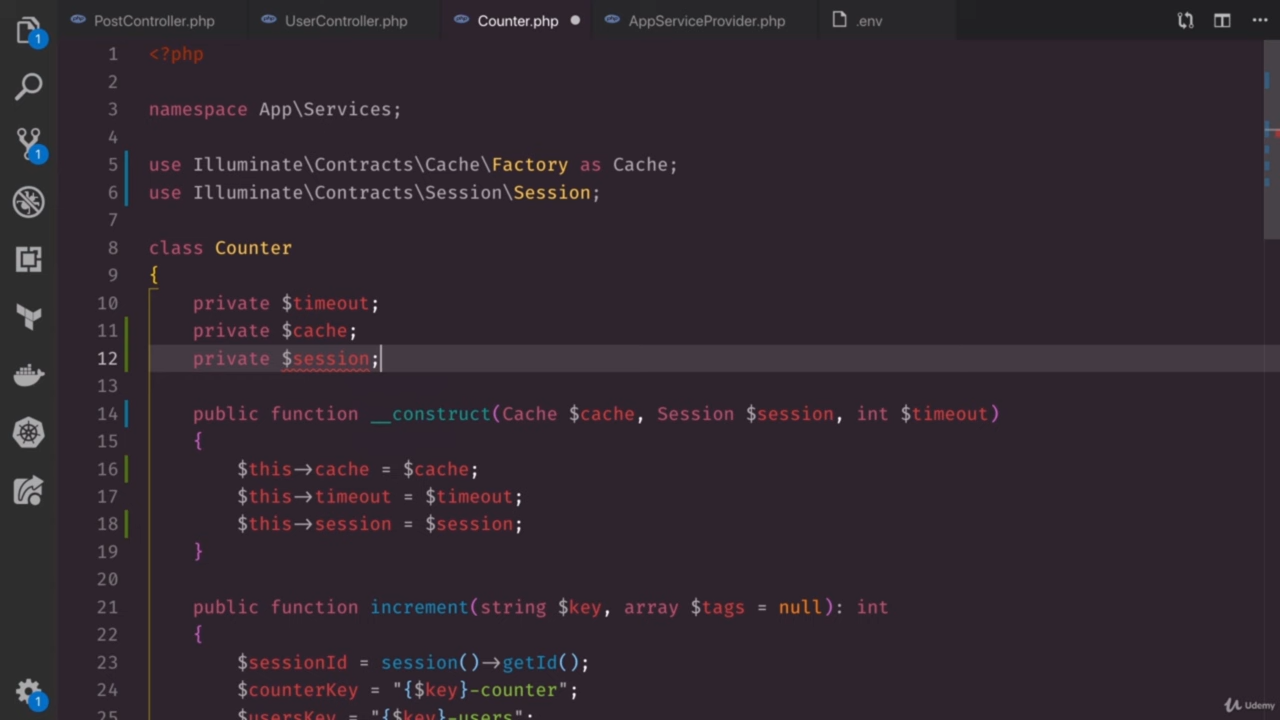 PostController.php UserController.php Counter.php AppServiceProvider.php .env
1 <?php
2
3 namespace App\Services;
4
5 use Illuminate\Contracts\Cache\Factory as Cache;
6 use Illuminate\Contracts\Session\Session;
7
8 class Counter
9 {
10 private $timeout;
11 private $cache;
12 private $session;
13
14 public function __construct(Cache $cache, Session $session, int $timeout)
15 {
16 $this->cache = $cache;
17 $this->timeout = $timeout;
18 $this->session = $session;
19 }
20
21 public function increment(string $key, array $tags = null): int
22 {
23 $sessionId = session()->getId();
24 $counterKey = "{$key}-counter";
25 $usersKey = "{$key}-users";
1
1
1
Udemy